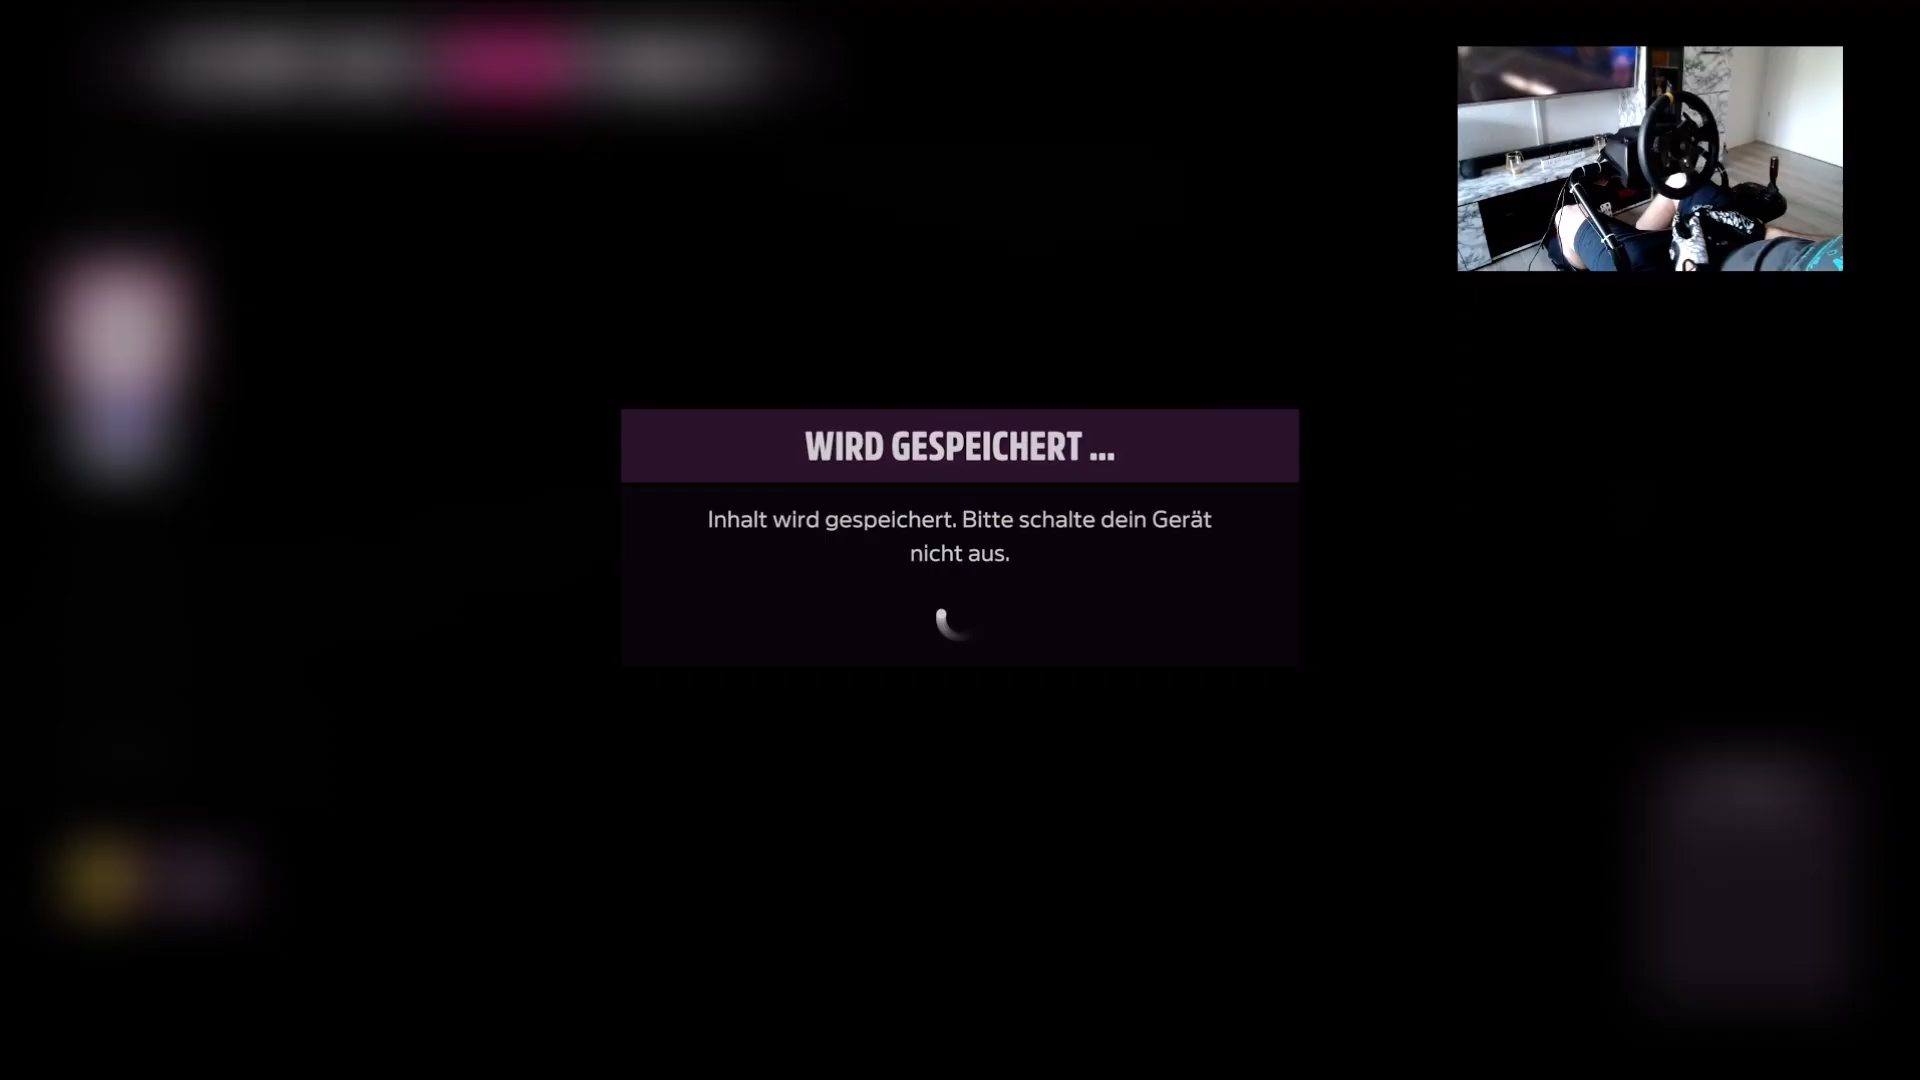 WIRD GESPEICHERT ...
Inhalt wird gespeichert. Bitte schalte dein Gerät
nicht aus.